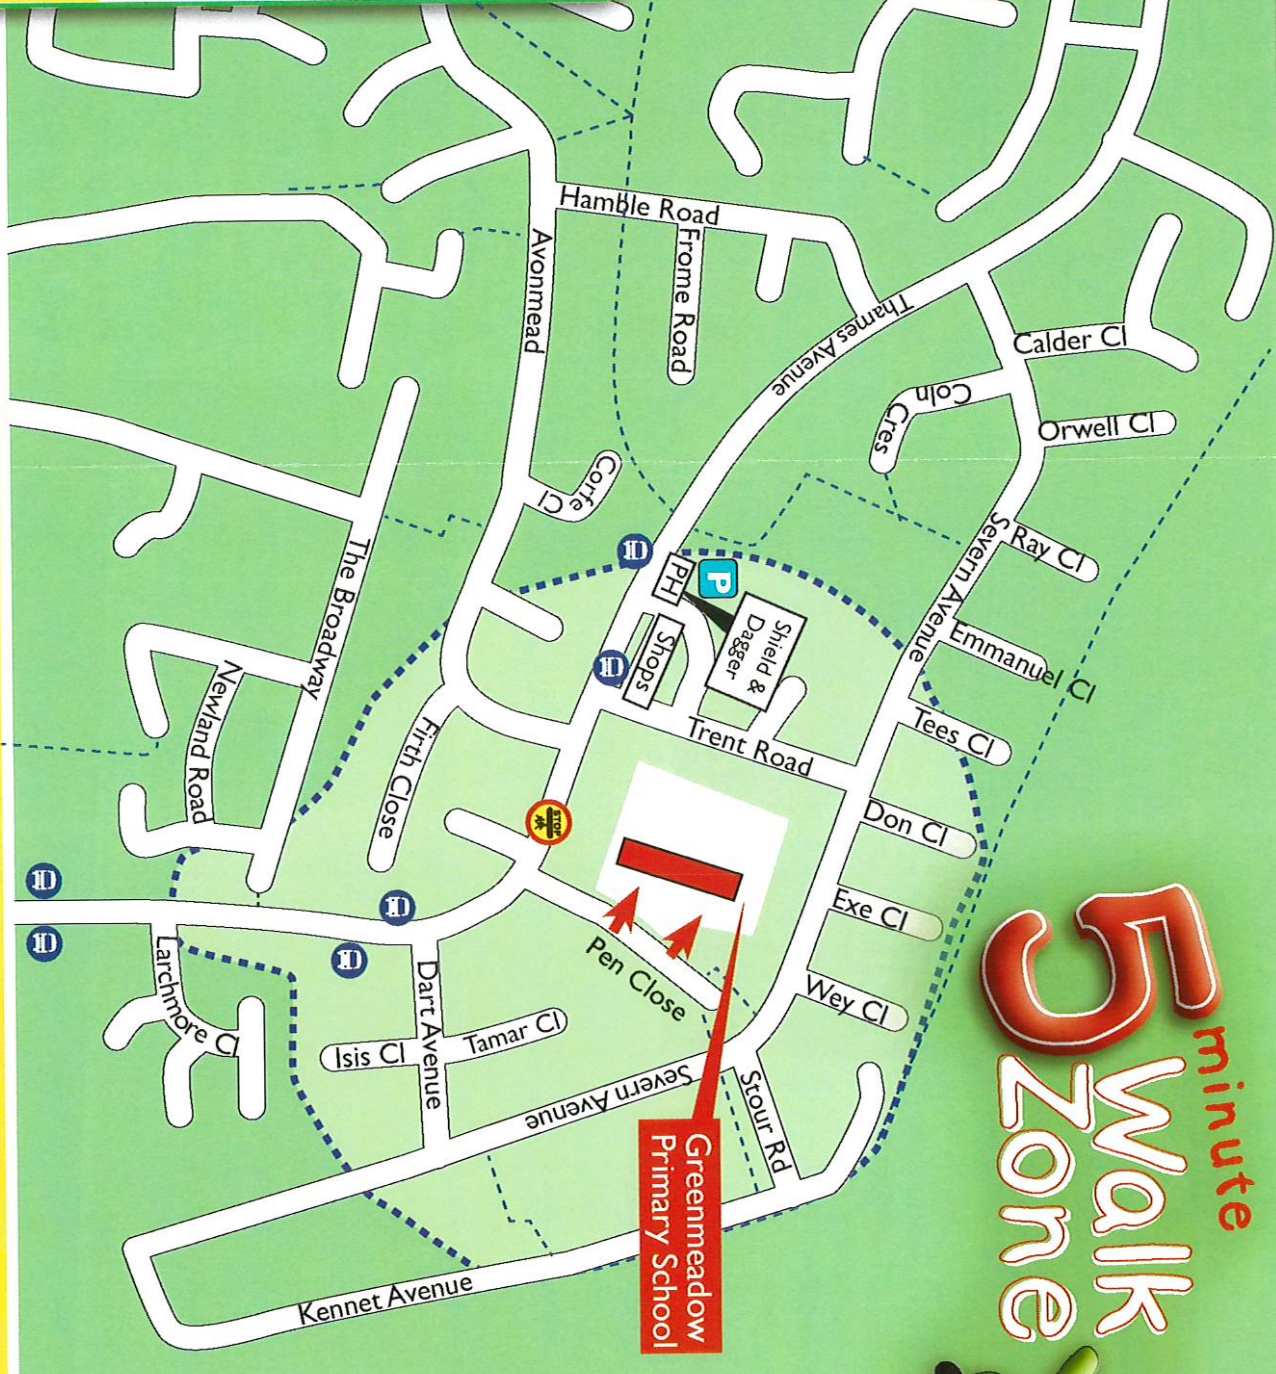 5 minute
Walk
Zone
Hamble Road
Frome Road
Avonmead
Thames Avenue
Calder Cl
Coln
Cres
Orwell Cl
Corfe
Cl
Severn Avenue
Ray Cl
Emmanuel Cl
Tees Cl
Don Cl
Exe Cl
Wey Cl
PH
P
Shield &
Dagger
Shops
Trent Road
The Broadway
Newland Road
Firth Close
STOP
Pen Close
Larchmore Cl
Dart Avenue
Isis Cl
Tamar Cl
Severn Avenue
Stour Rd
Kennet Avenue
Greenmeadow
Primary School